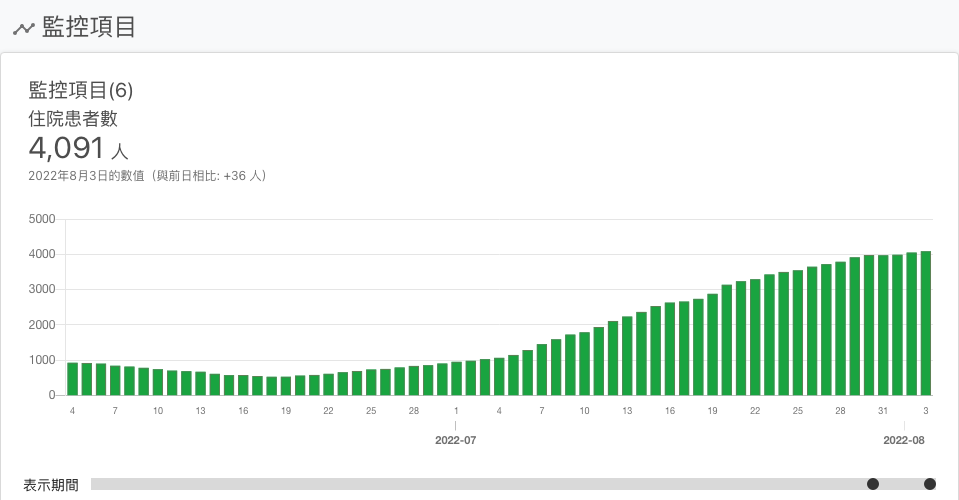 監控項目
監控項目(6)
住院患者數
4,091 人
2022年8月3日的數值（與前日相比: +36 人）
5000
4000
3000
2000
1000
0
4 7 10 13 16 19 22 25 28 1 4 7 10 13 16 19 22 25 28 31 3
2022-07 2022-08
表示期間